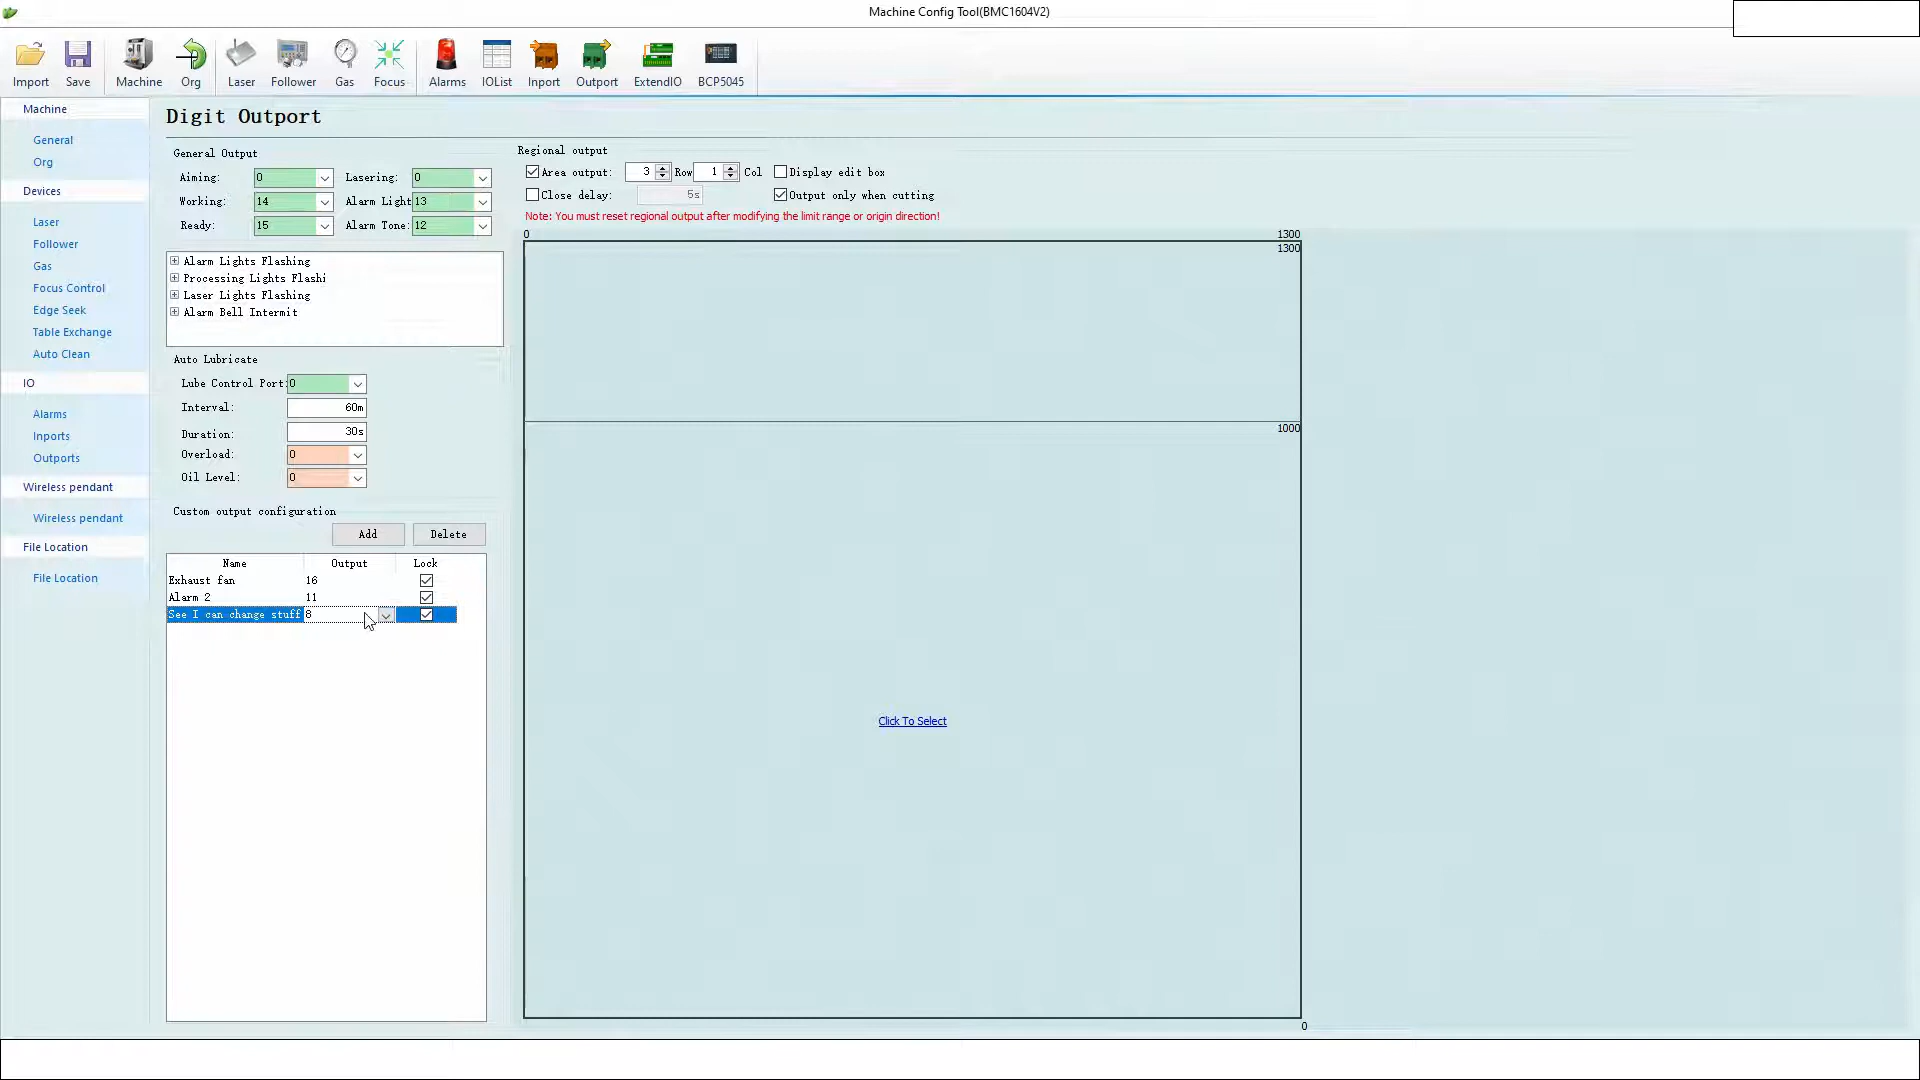 Machine Config Tool(BMC1604V2)
Import Save Machine Org Laser Follower Gas Focus Alarms IOList Inport Outport ExtendIO BCP5045
Machine
General
Org
Devices
Laser
Follower
Gas
Focus Control
Edge Seek
Table Exchange
Auto Clean
IO
Alarms
Inports
Outports
Wireless pendant
Wireless pendant
File Location
File Location
Digit Outport
General Output
Aiming: 0 Lasering: 0
Working: 14 Alarm Light 13
Ready: 15 Alarm Tone: 12
Alarm Lights Flashing
Processing Lights Flashi
Laser Lights Flashing
Alarm Bell Intermit
Auto Lubricate
Lube Control Port: 0
Interval: 60m
Duration: 30s
Overload: 0
Oil Level: 0
Custom output configuration
Add Delete
Name Output Lock
Exhaust fan 16
Alarm 2 11
See I can change stuff 8
Regional output
Area output: 3 Row 1 Col Display edit box
Close delay: 5s Output only when cutting
Note: You must reset regional output after modifying the limit range or origin direction!
0 1300
1300
1000
Click To Select
0